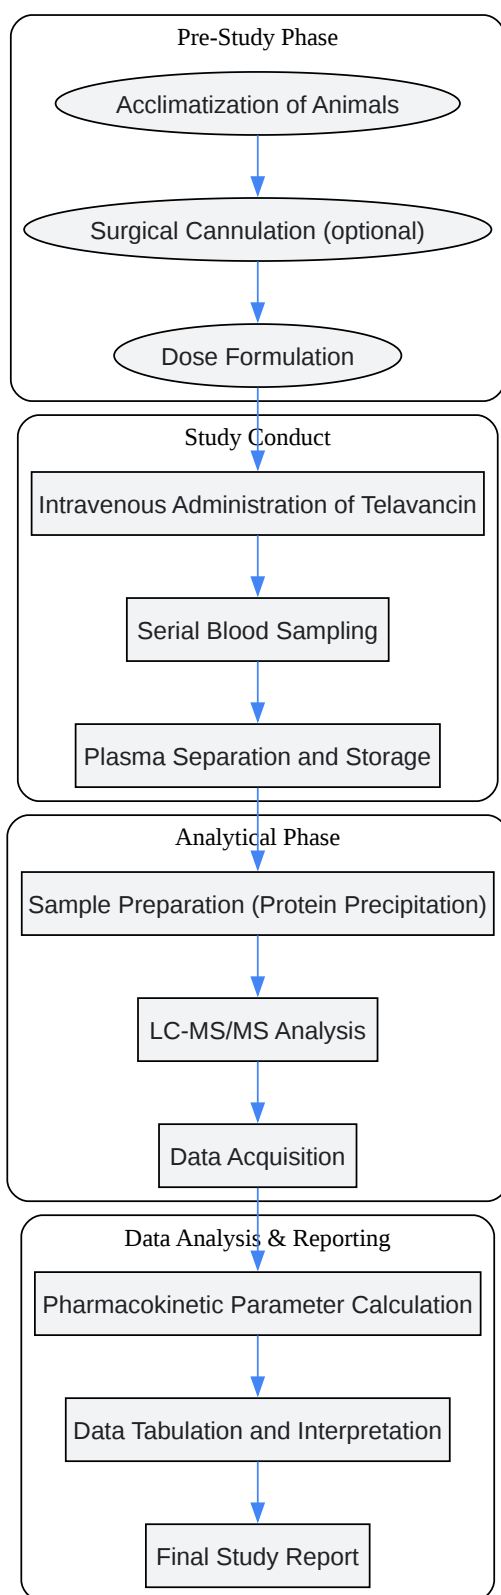 Pre-Study Phase
Acclimatization of Animals
Surgical Cannulation (optional)
Dose Formulation
Study Conduct
Intravenous Administration of Telavancin
Serial Blood Sampling
Plasma Separation and Storage
Analytical Phase
Sample Preparation (Protein Precipitation)
LC-MS/MS Analysis
Data Acquisition
Data Analysis & Reporting
Pharmacokinetic Parameter Calculation
Data Tabulation and Interpretation
Final Study Report